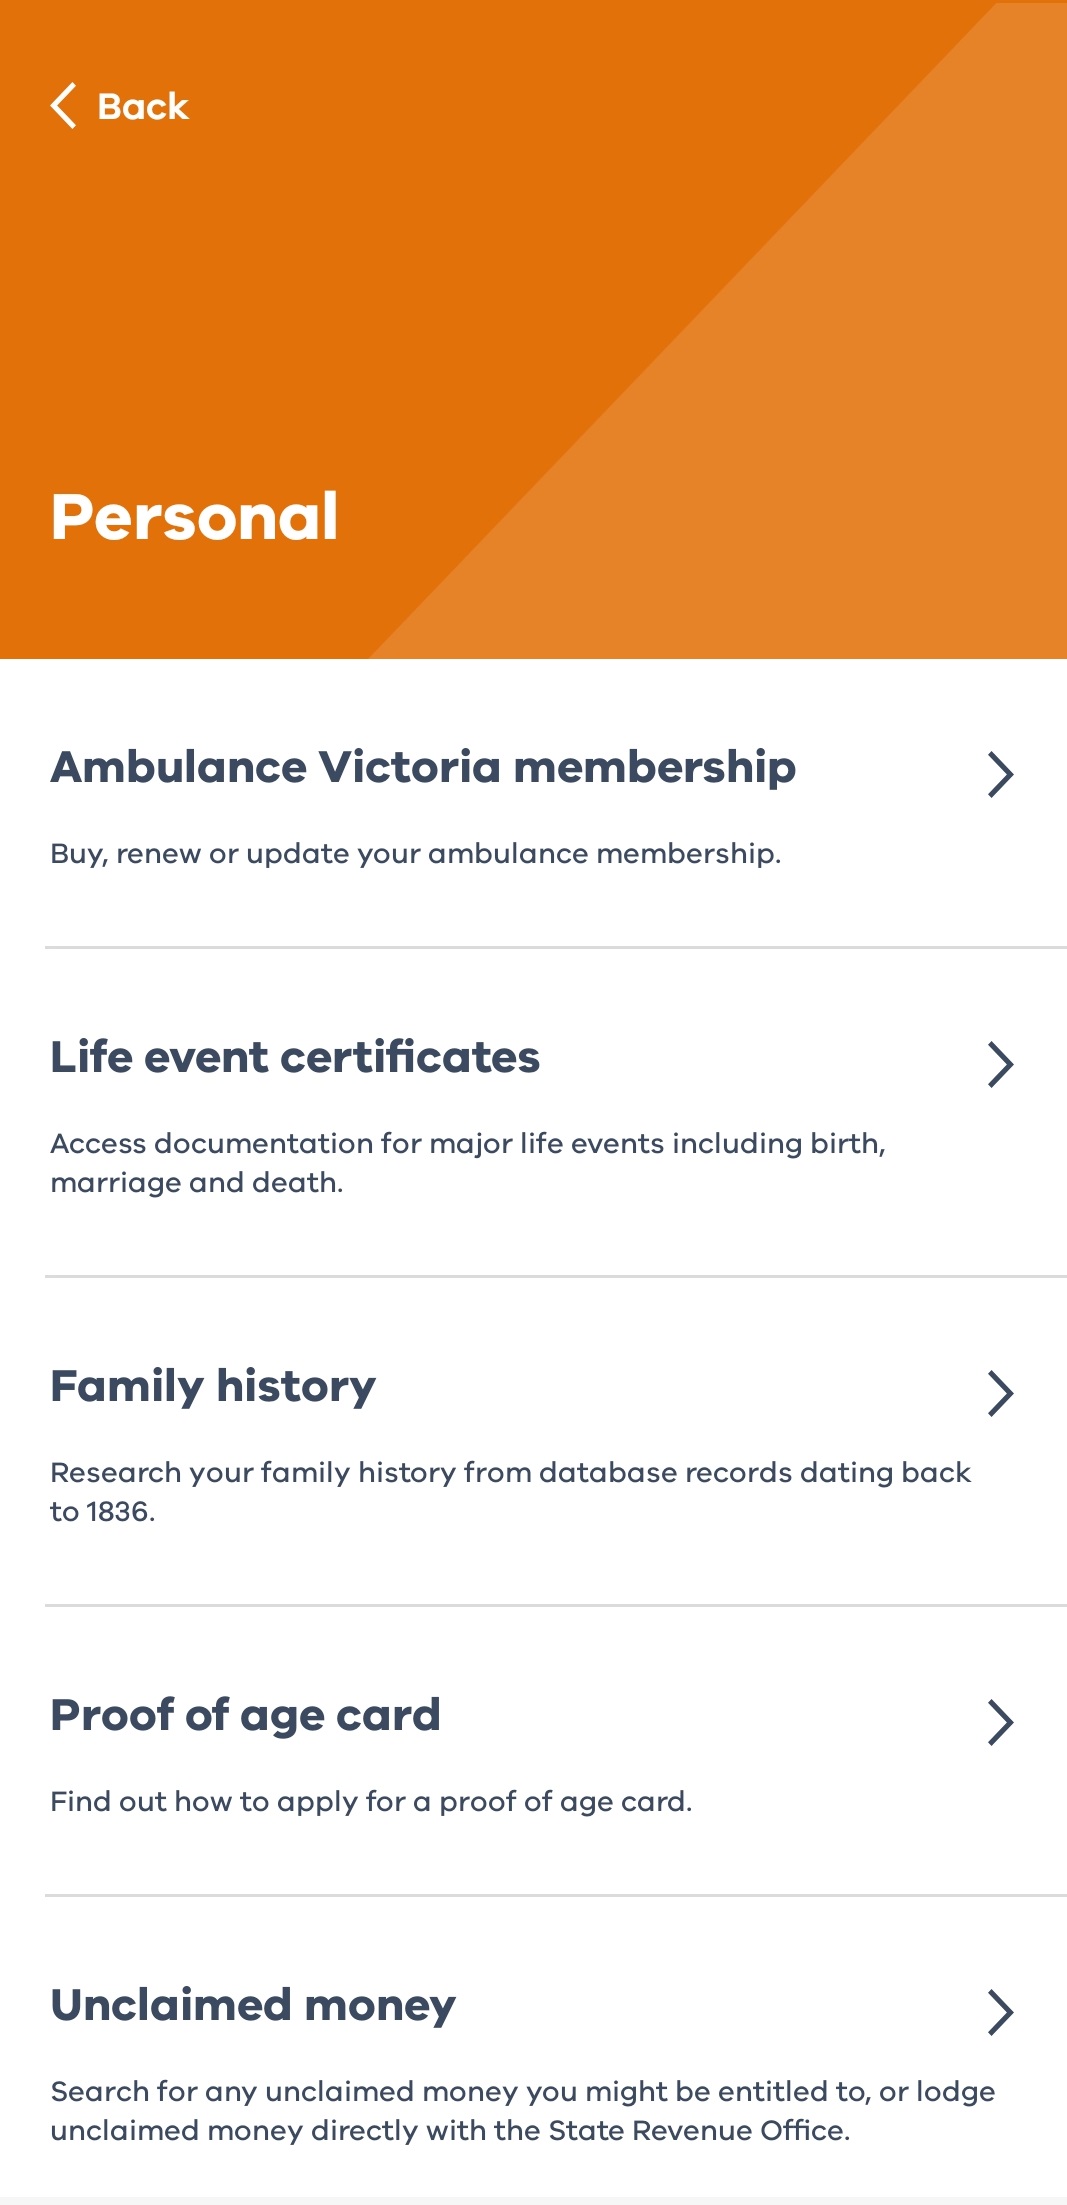 Back
Personal
Ambulance Victoria membership
Buy, renew or update your ambulance membership.
Life event certificates
Access documentation for major life events including birth,
marriage and death.
Family history
Research your family history from database records dating back
to 1836.
Proof of age card
Find out how to apply for a proof of age card.
Unclaimed money
Search for any unclaimed money you might be entitled to, or lodge
unclaimed money directly with the State Revenue Office.